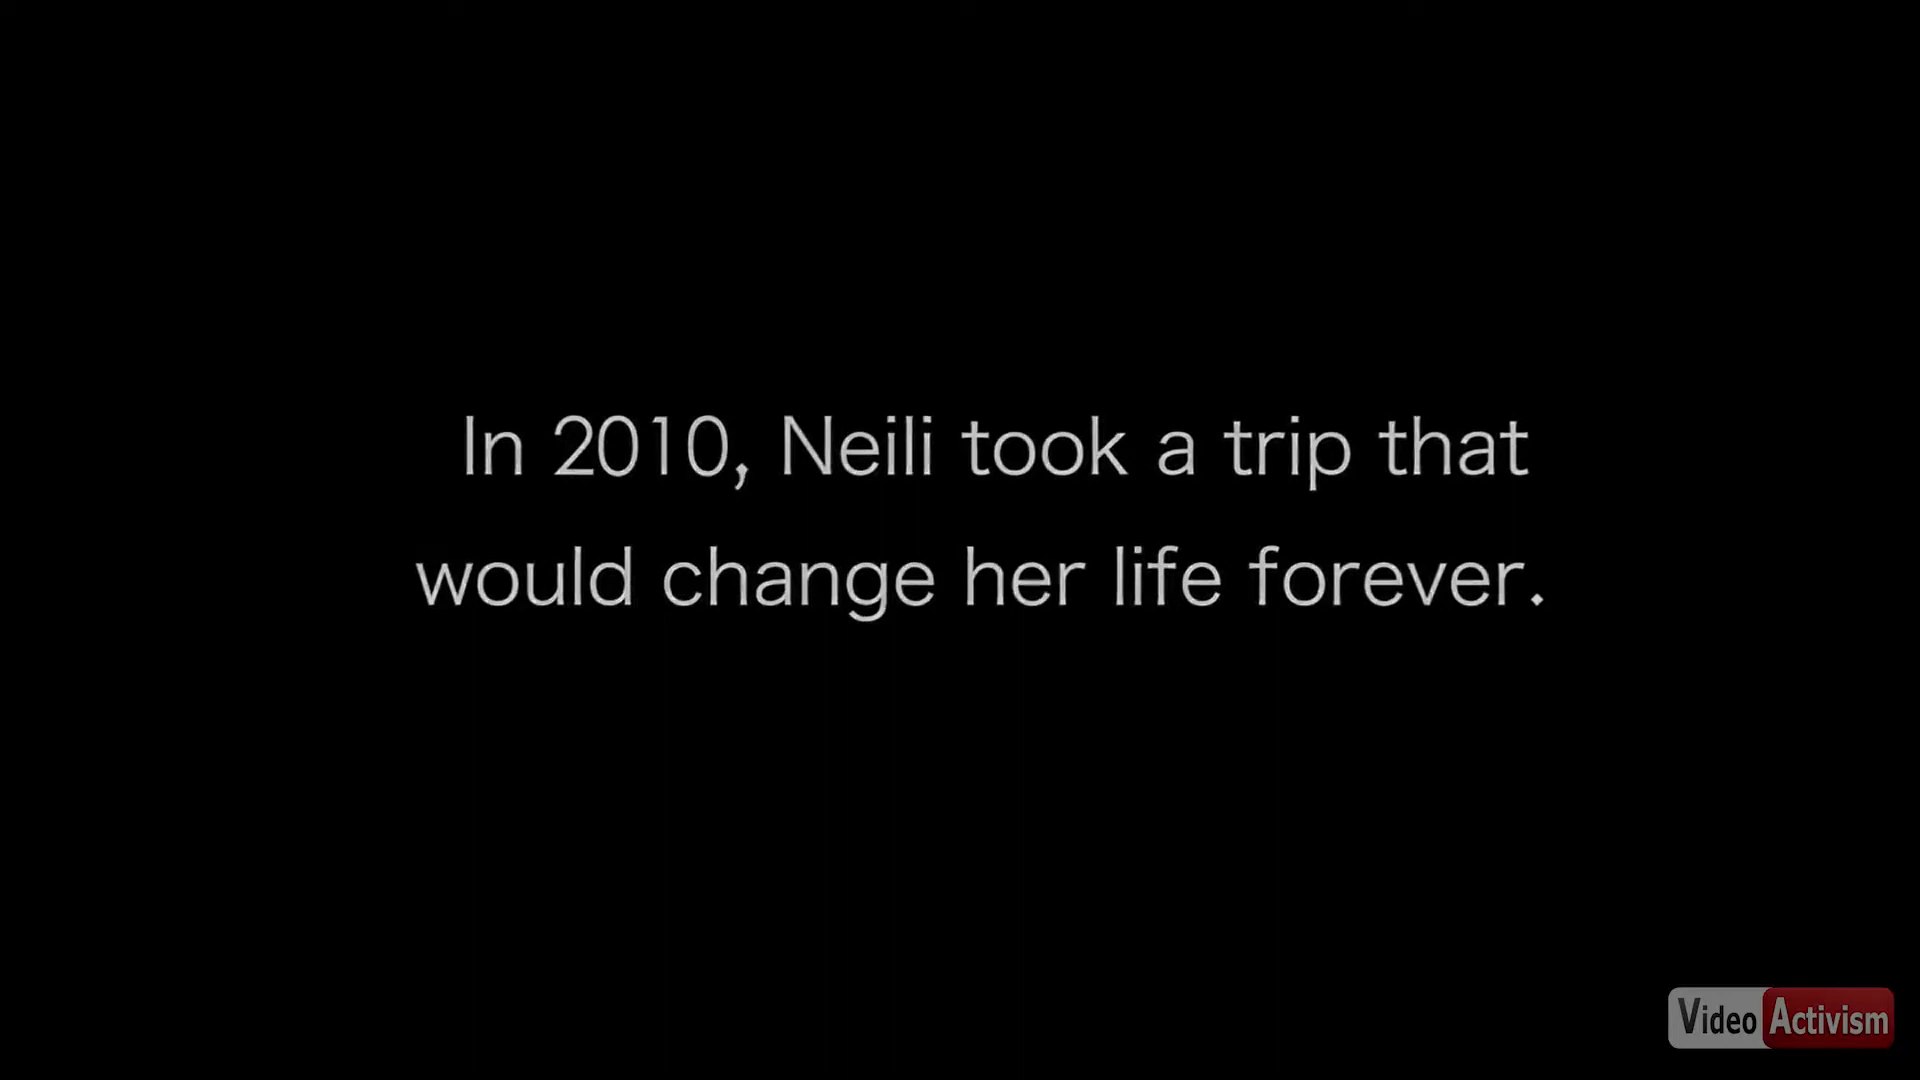 In 2010, Neili took a trip that
would change her life forever.
Video Activism